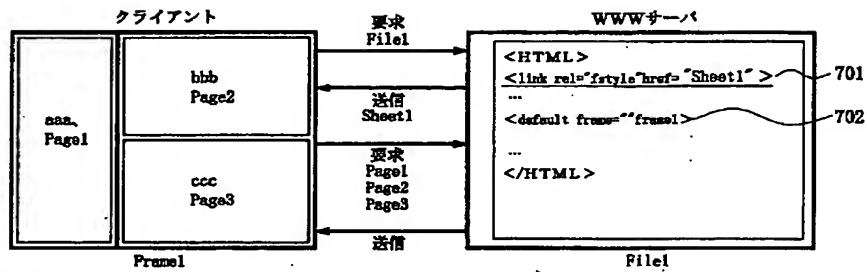 クライアント
aaa、
Page1
bbb
Page2
ccc
Page3
Frame1
要求
File1
送信
Sheet1
要求
Page1
Page2
Page3
送信
WWWサーバ
<HTML>
<link rel="fstyle"href="Sheet1" >
...
<default frame=""frame1>
...
</HTML>
701
702
File1